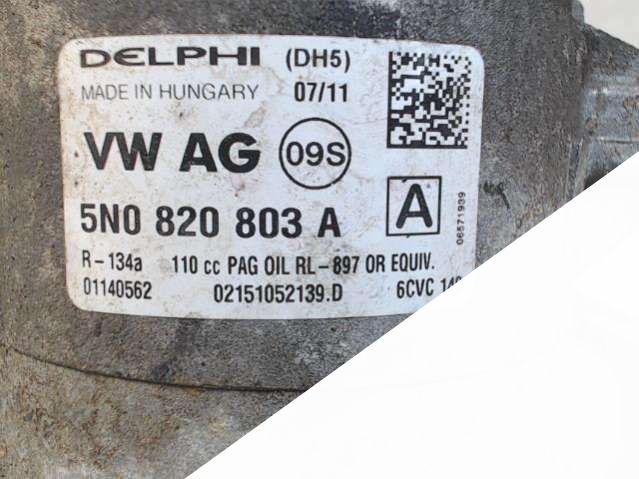 DELPHI (DH5)
MADE IN HUNGARY 07/11
VW AG 09S
5N0 820 803 A A
06571939
R-134a 110 cc PAG OIL RL-897 OR EQUIV.
01140562 02151052139.D 6CVC